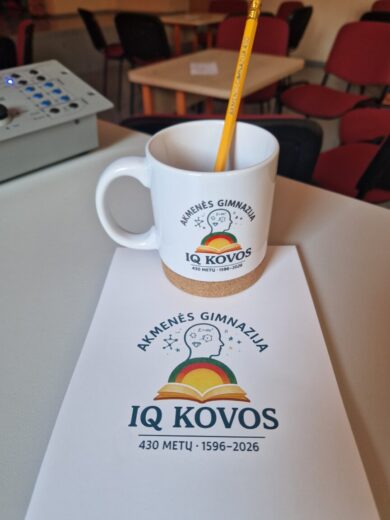 AKMENĖS GIMNAZIJA
IQ KOVOS
430 METŲ · 1596-2026
AKMENĖS GIMNAZIJA
IQ KOVOS
430 METŲ · 1596-2026